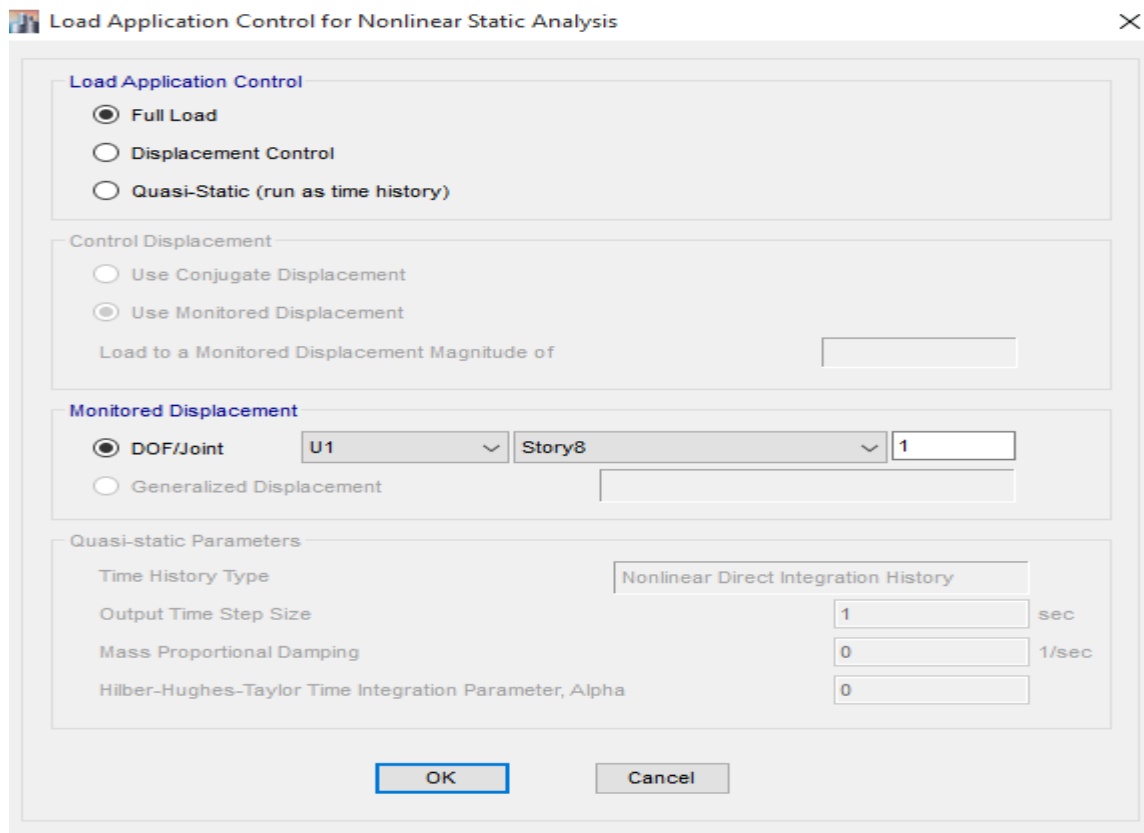 Load Application Control for Nonlinear Static Analysis
Load Application Control
Full Load
Displacement Control
Quasi-Static (run as time history)
Control Displacement
Use Conjugate Displacement
Use Monitored Displacement
Load to a Monitored Displacement Magnitude of
Monitored Displacement
DOF/Joint U1 Story8 1
Generalized Displacement
Quasi-static Parameters
Time History Type Nonlinear Direct Integration History
Output Time Step Size 1 sec
Mass Proportional Damping 0 1/sec
Hilber-Hughes-Taylor Time Integration Parameter, Alpha 0
OK Cancel